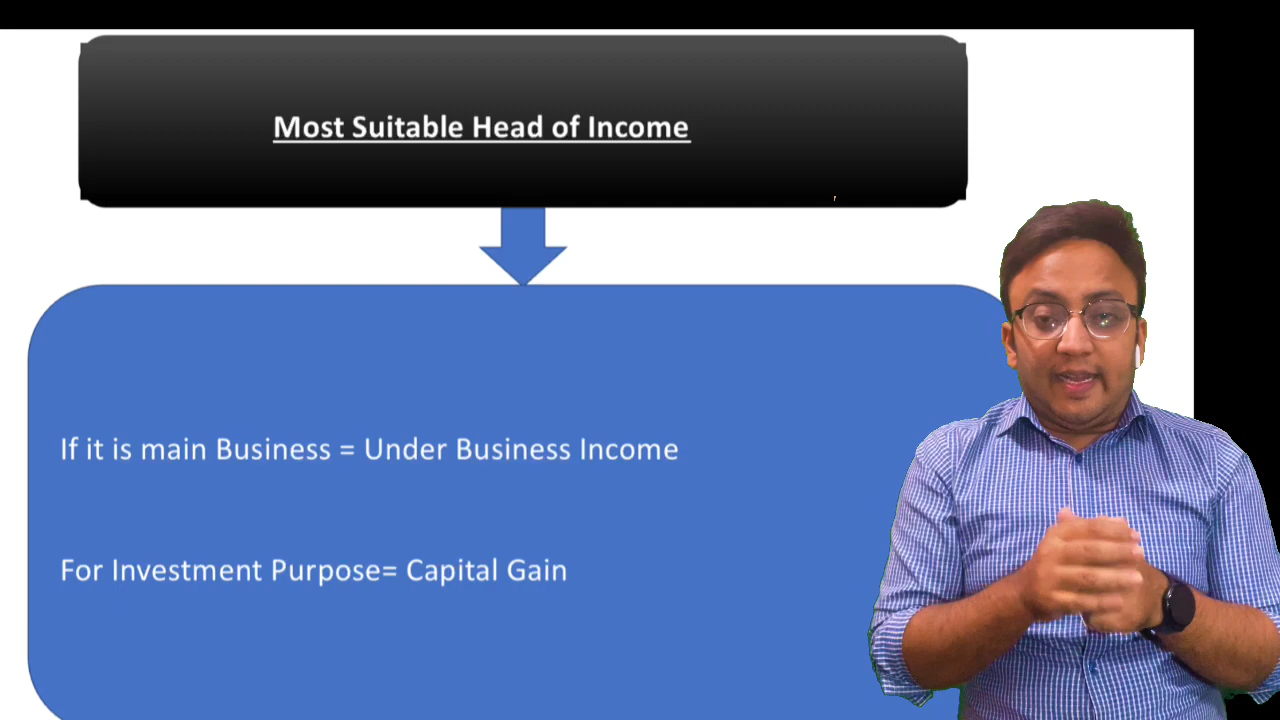 Most Suitable Head of Income
If it is main Business = Under Business Income
For Investment Purpose= Capital Gain